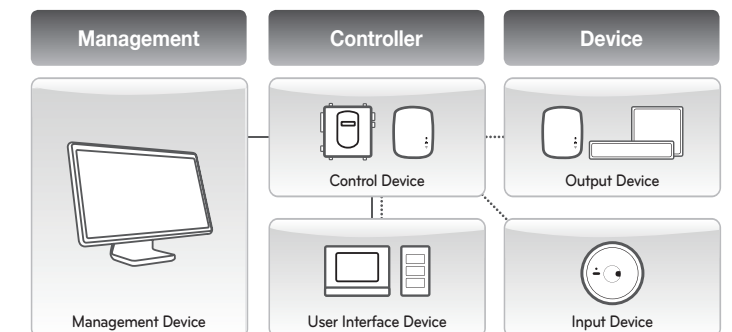 Management
Controller
Device
Control Device
Output Device
Management Device
User Interface Device
Input Device